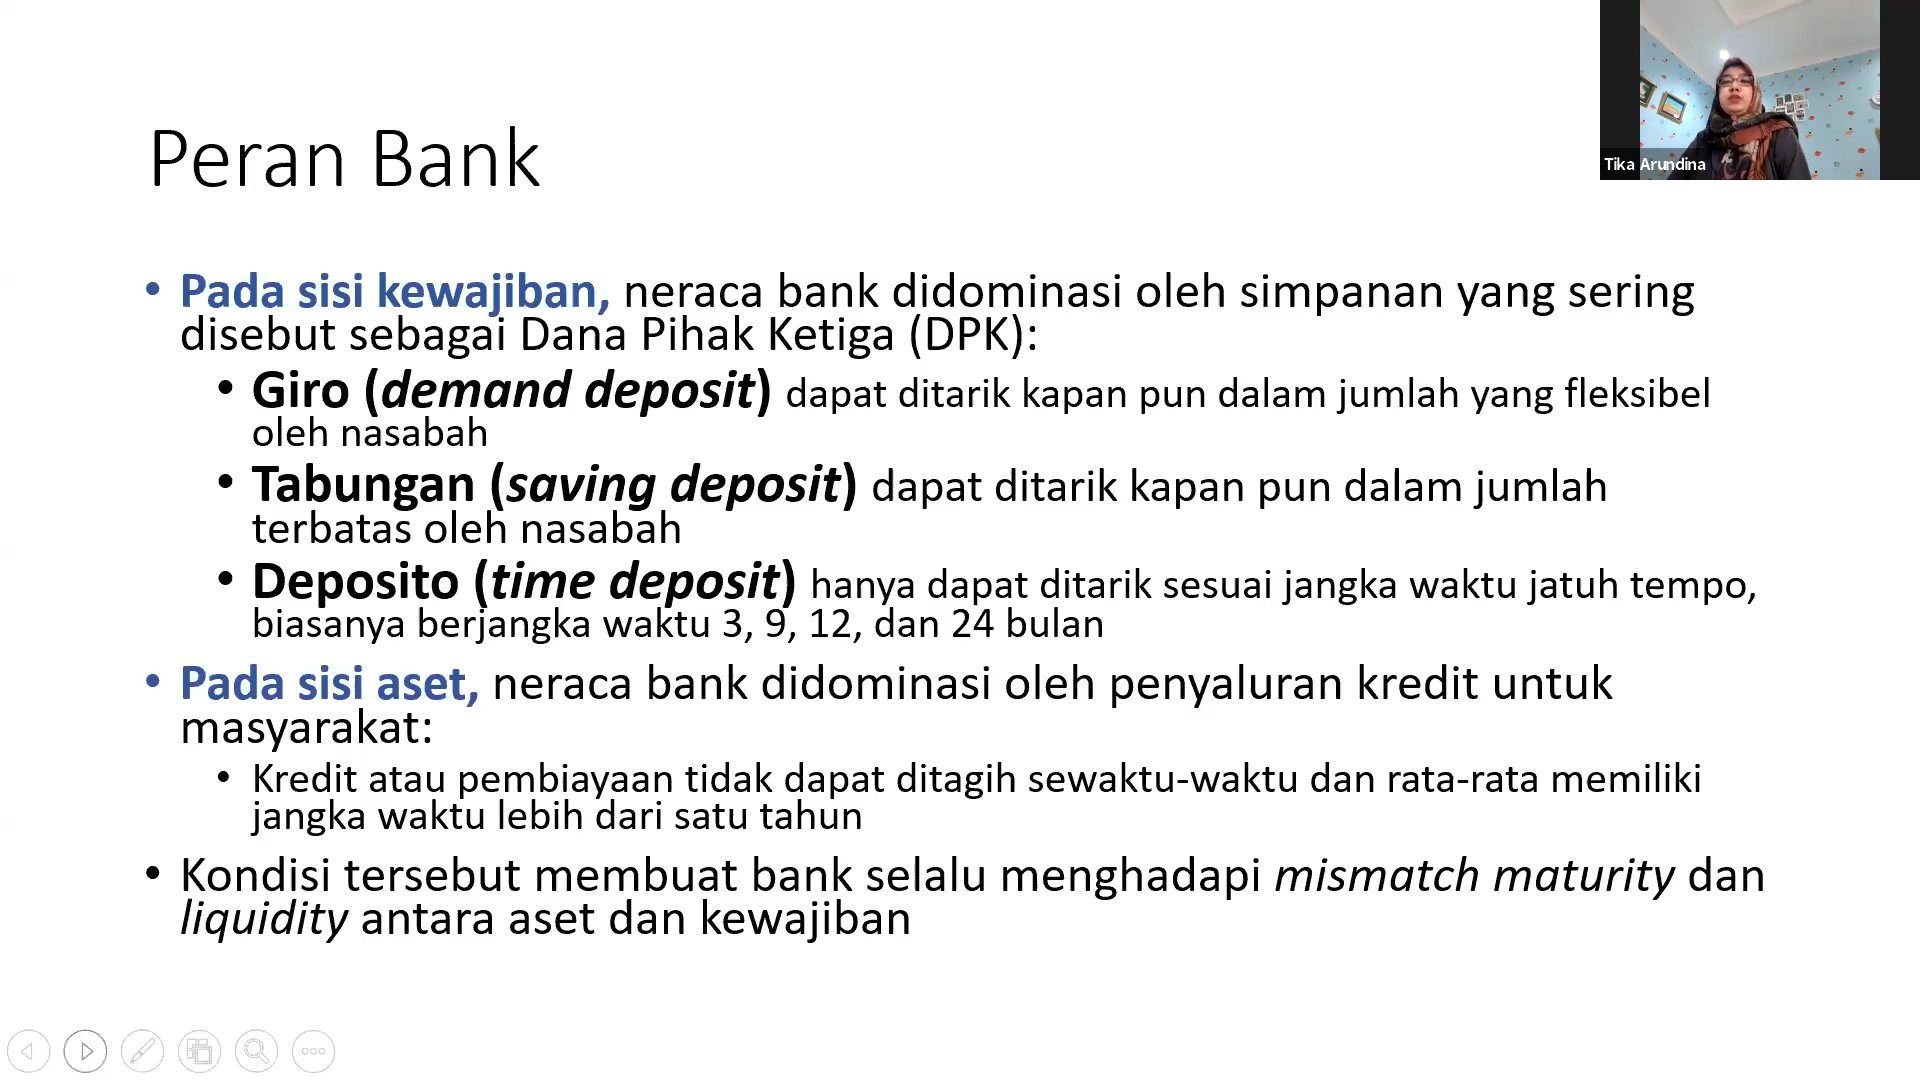 Peran Bank
Tika Arundina
• Pada sisi kewajiban, neraca bank didominasi oleh simpanan yang sering
disebut sebagai Dana Pihak Ketiga (DPK):
• Giro (demand deposit) dapat ditarik kapan pun dalam jumlah yang fleksibel
oleh nasabah
• Tabungan (saving deposit) dapat ditarik kapan pun dalam jumlah
terbatas oleh nasabah
• Deposito (time deposit) hanya dapat ditarik sesuai jangka waktu jatuh tempo,
biasanya berjangka waktu 3, 9, 12, dan 24 bulan
• Pada sisi aset, neraca bank didominasi oleh penyaluran kredit untuk
masyarakat:
• Kredit atau pembiayaan tidak dapat ditagih sewaktu-waktu dan rata-rata memiliki
jangka waktu lebih dari satu tahun
• Kondisi tersebut membuat bank selalu menghadapi mismatch maturity dan
liquidity antara aset dan kewajiban